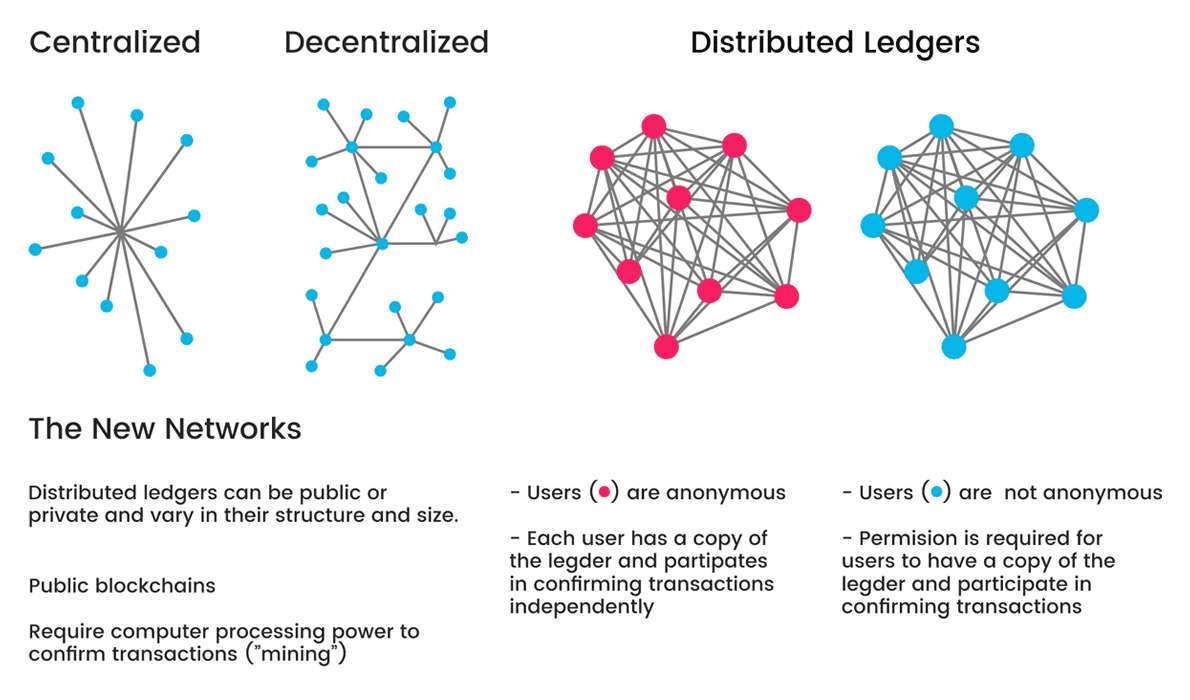 Centralized
Decentralized
Distributed Ledgers
The New Networks
Distributed ledgers can be public or
private and vary in their structure and size.
Public blockchains
Require computer processing power to
confirm transactions (”mining”)
- Users (●) are anonymous
- Each user has a copy of
the legder and partipates
in confirming transactions
independently
- Users (●) are not anonymous
- Permision is required for
users to have a copy of the
legder and participate in
confirming transactions